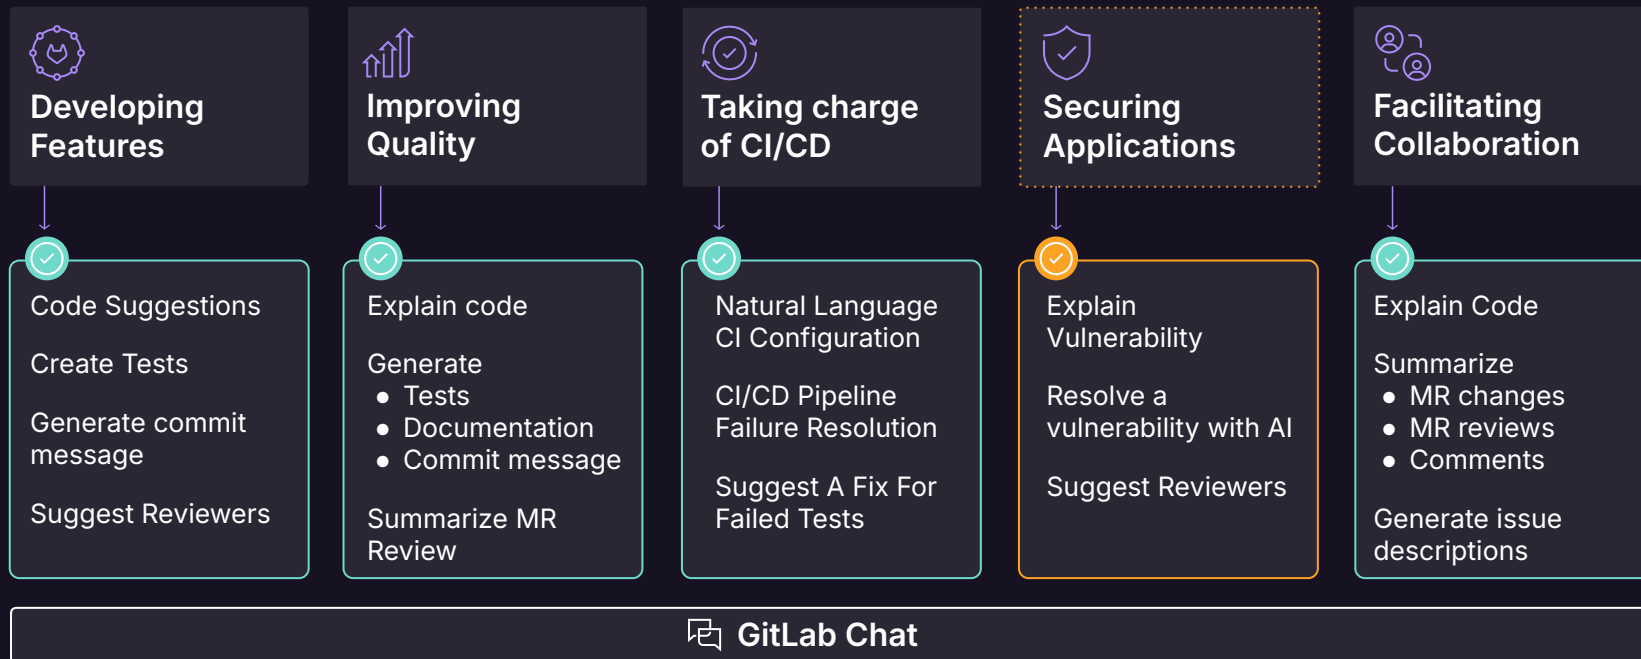 Developing
Features
Improving
Quality
Taking charge
of CI/CD
Securing
Applications
Facilitating
Collaboration
Code Suggestions
Create Tests
Generate commit
message
Suggest Reviewers
Explain code
Generate
● Tests
● Documentation
● Commit message
Summarize MR
Review
Natural Language
CI Configuration
CI/CD Pipeline
Failure Resolution
Suggest A Fix For
Failed Tests
Explain
Vulnerability
Resolve a
vulnerability with AI
Suggest Reviewers
Explain Code
Summarize
● MR changes
● MR reviews
● Comments
Generate issue
descriptions
GitLab Chat